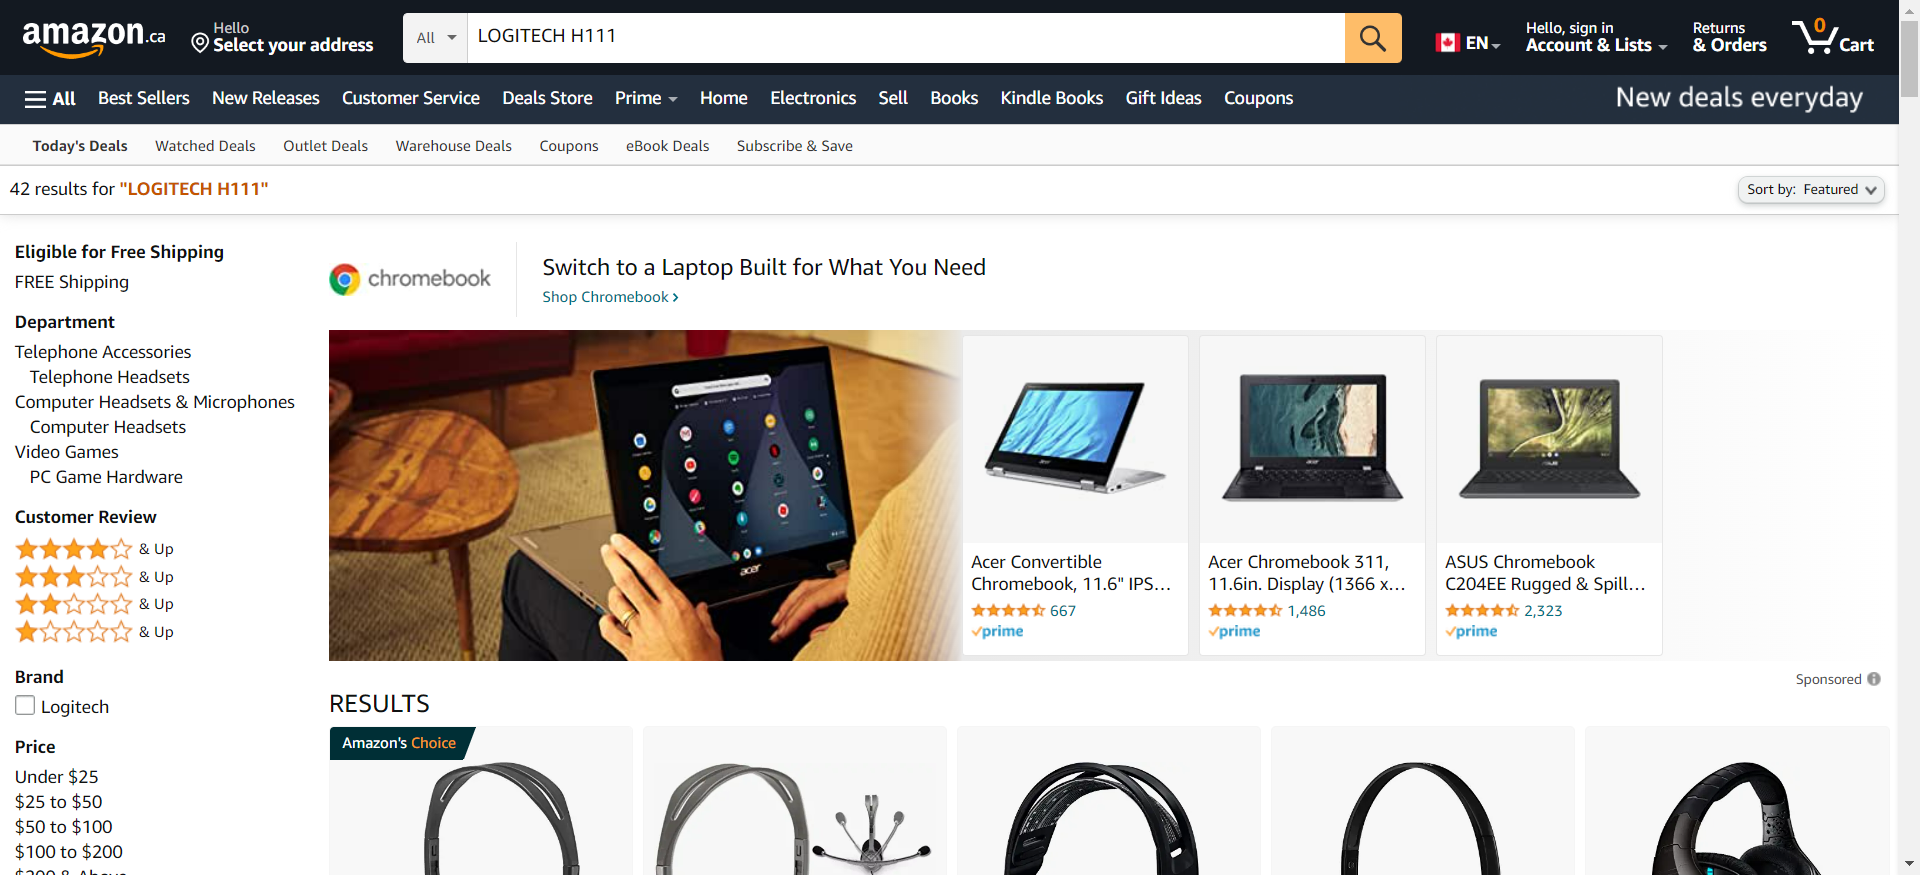 amazon.ca
Hello
Select your address
All
LOGITECH H111
EN
Hello, sign in
Account & Lists
Returns
& Orders
0
Cart
All
Best Sellers
New Releases
Customer Service
Deals Store
Prime
Home
Electronics
Sell
Books
Kindle Books
Gift Ideas
Coupons
New deals everyday
Today's Deals
Watched Deals
Outlet Deals
Warehouse Deals
Coupons
eBook Deals
Subscribe & Save
42 results for "LOGITECH H111"
Sort by: Featured
Eligible for Free Shipping
FREE Shipping
Department
Telephone Accessories
Telephone Headsets
Computer Headsets & Microphones
Computer Headsets
Video Games
PC Game Hardware
Customer Review
& Up
& Up
& Up
& Up
Brand
Logitech
Price
Under $25
$25 to $50
$50 to $100
$100 to $200
$200 & Above
chromebook
Switch to a Laptop Built for What You Need
Shop Chromebook ›
acer
Acer Convertible
Chromebook, 11.6" IPS...
667
prime
Acer Chromebook 311,
11.6in. Display (1366 x...
1,486
prime
ASUS Chromebook
C204EE Rugged & Spill...
2,323
prime
Sponsored
RESULTS
Amazon's Choice